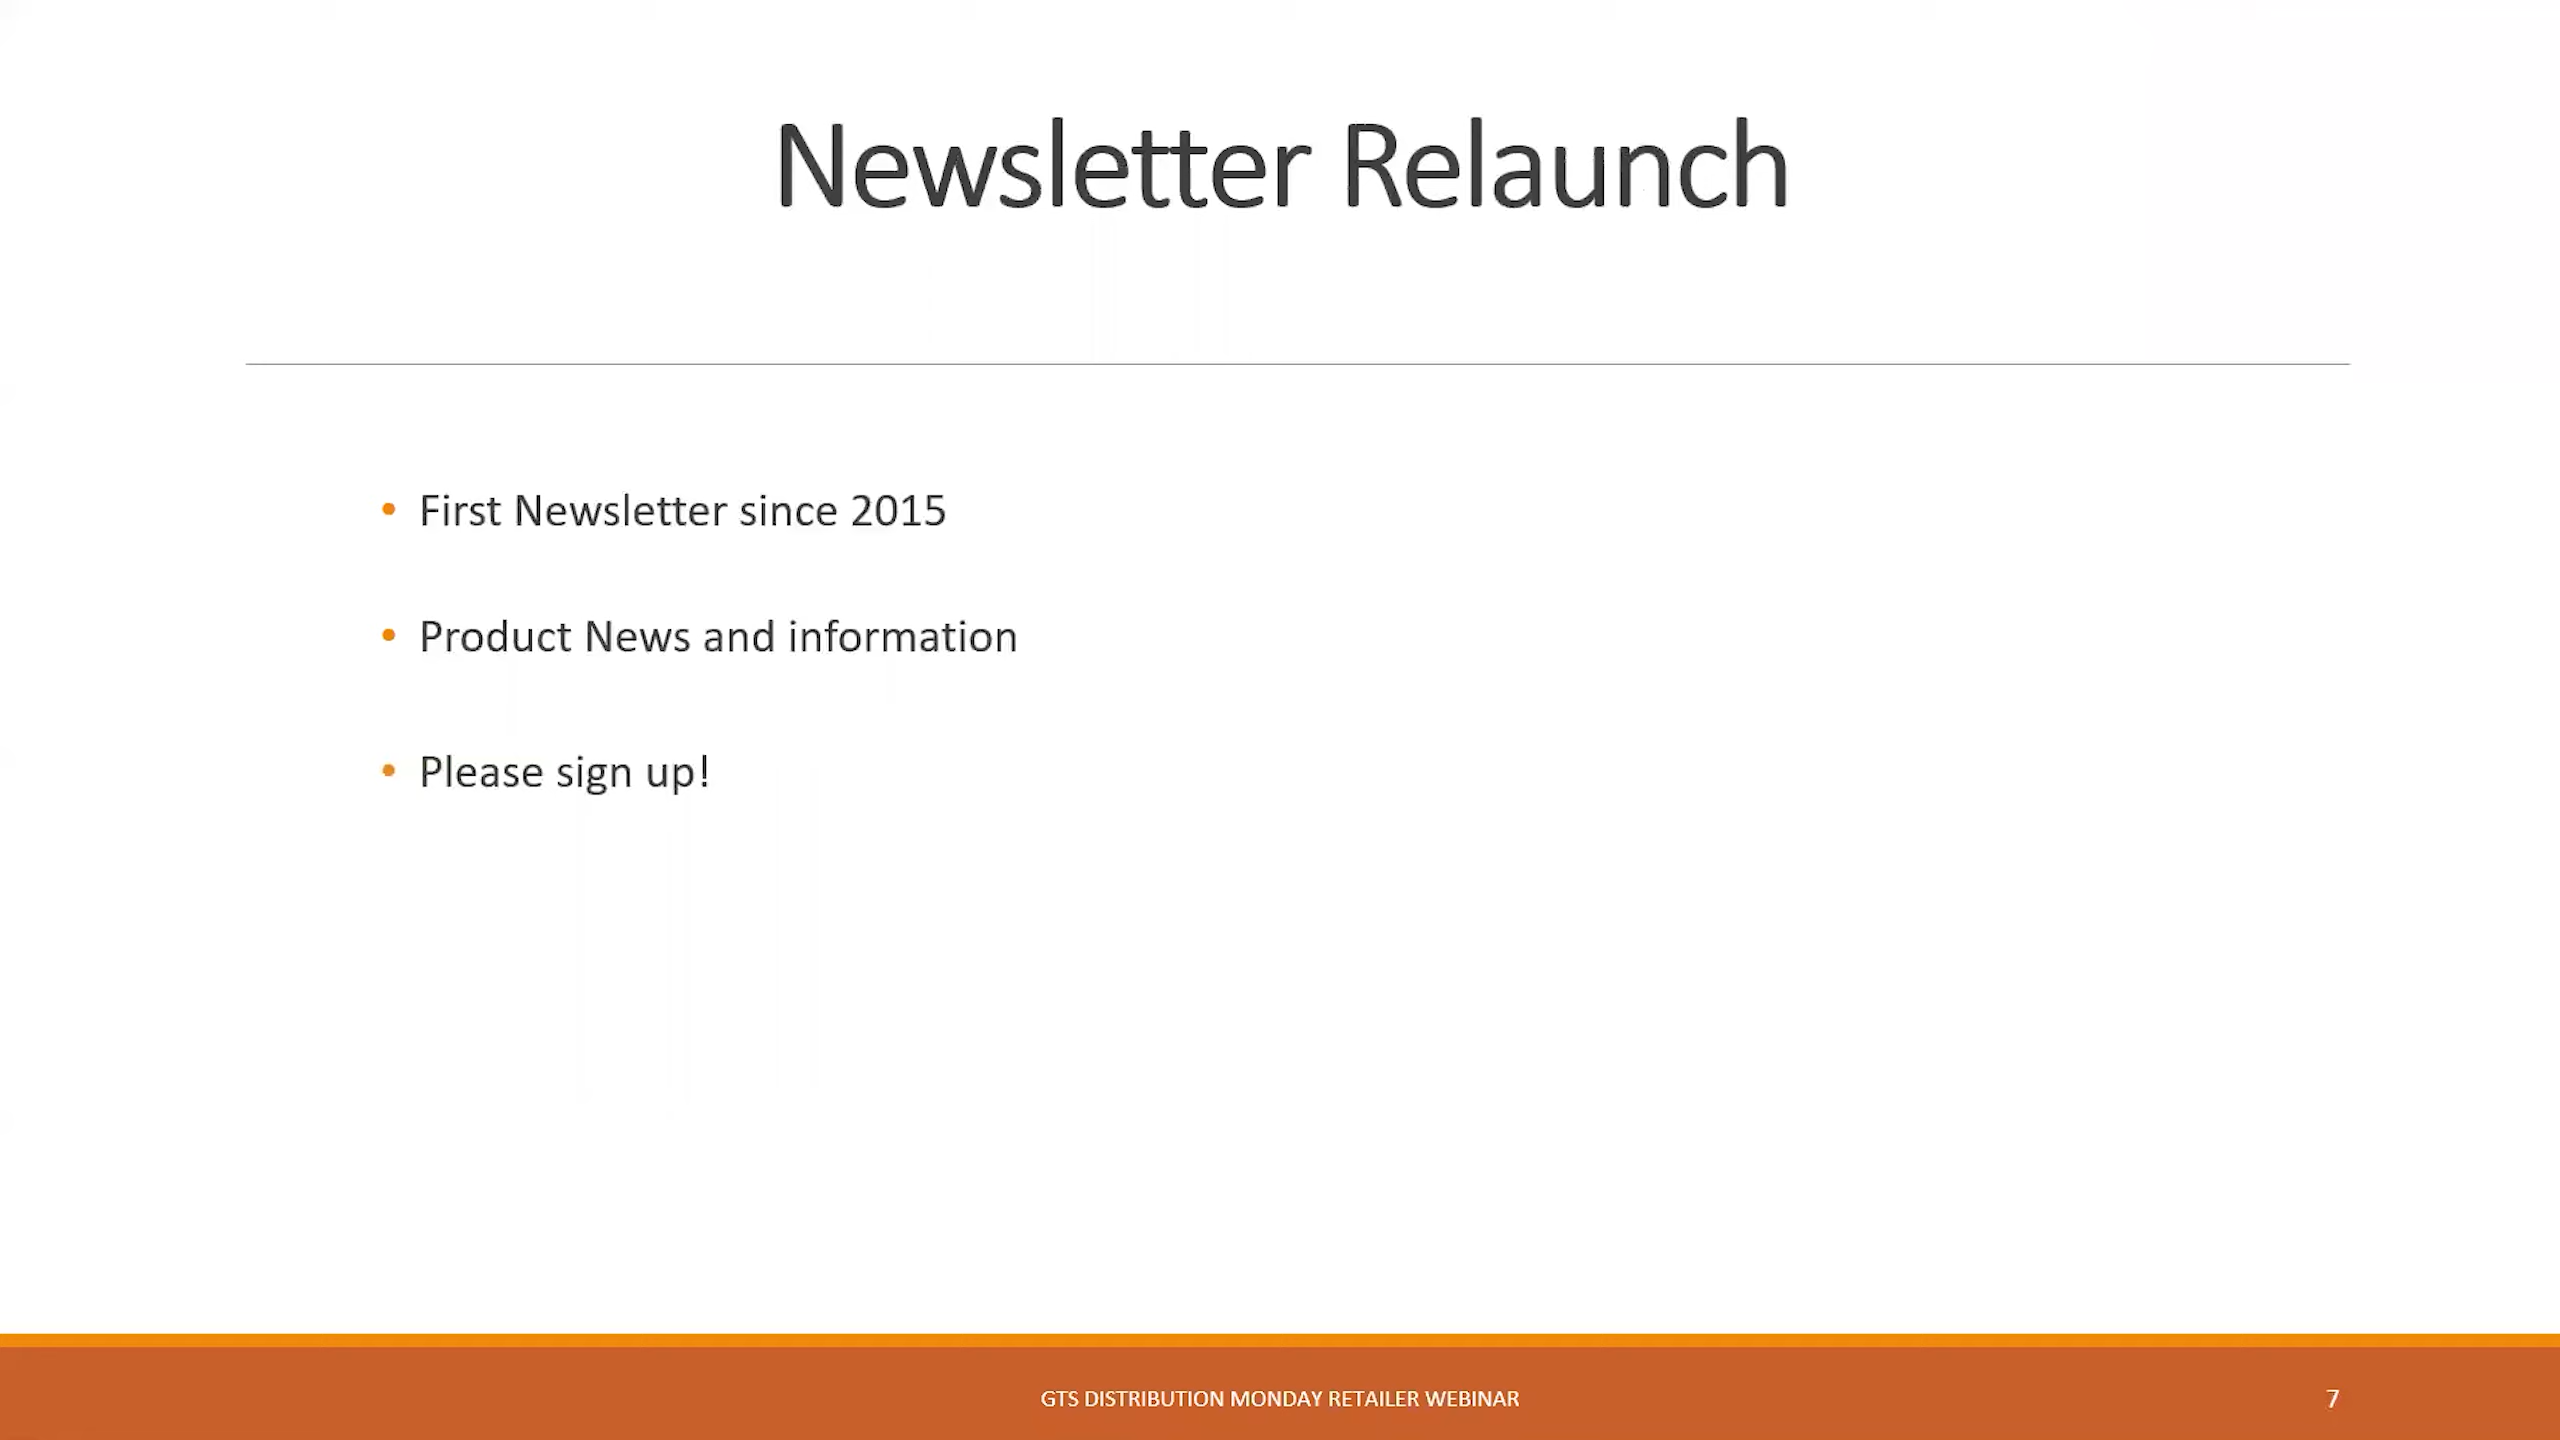 Newsletter Relaunch
• First Newsletter since 2015
• Product News and information
• Please sign up!
GTS DISTRIBUTION MONDAY RETAILER WEBINAR
7